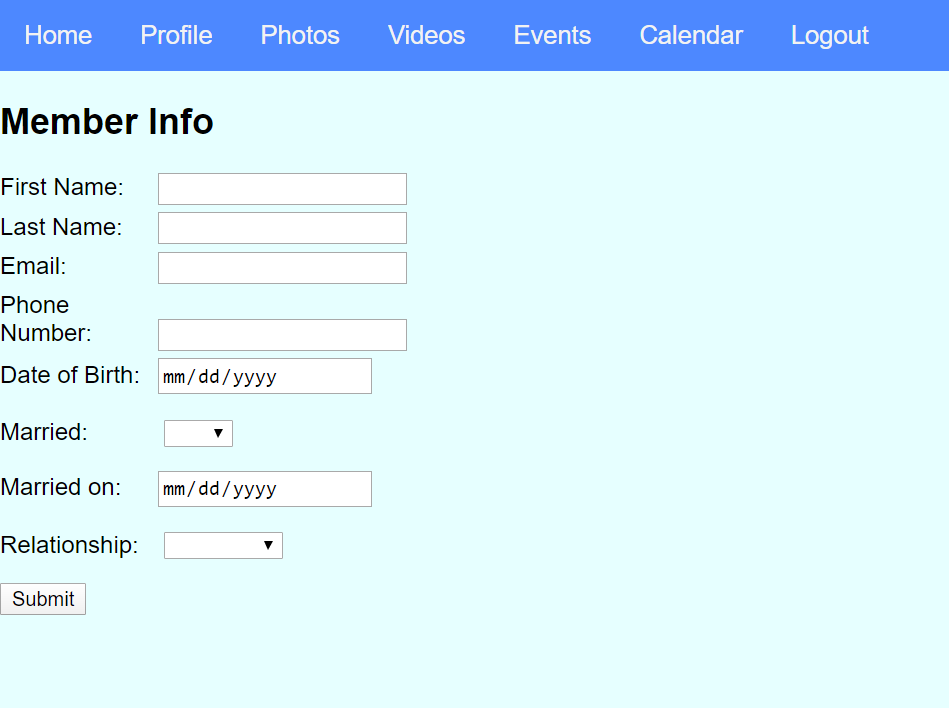 Home Profile Photos Videos Events Calendar Logout
Member Info
First Name:
Last Name:
Email:
Phone
Number:
Date of Birth: mm/dd/yyyy
Married:
Married on: mm/dd/yyyy
Relationship:
Submit